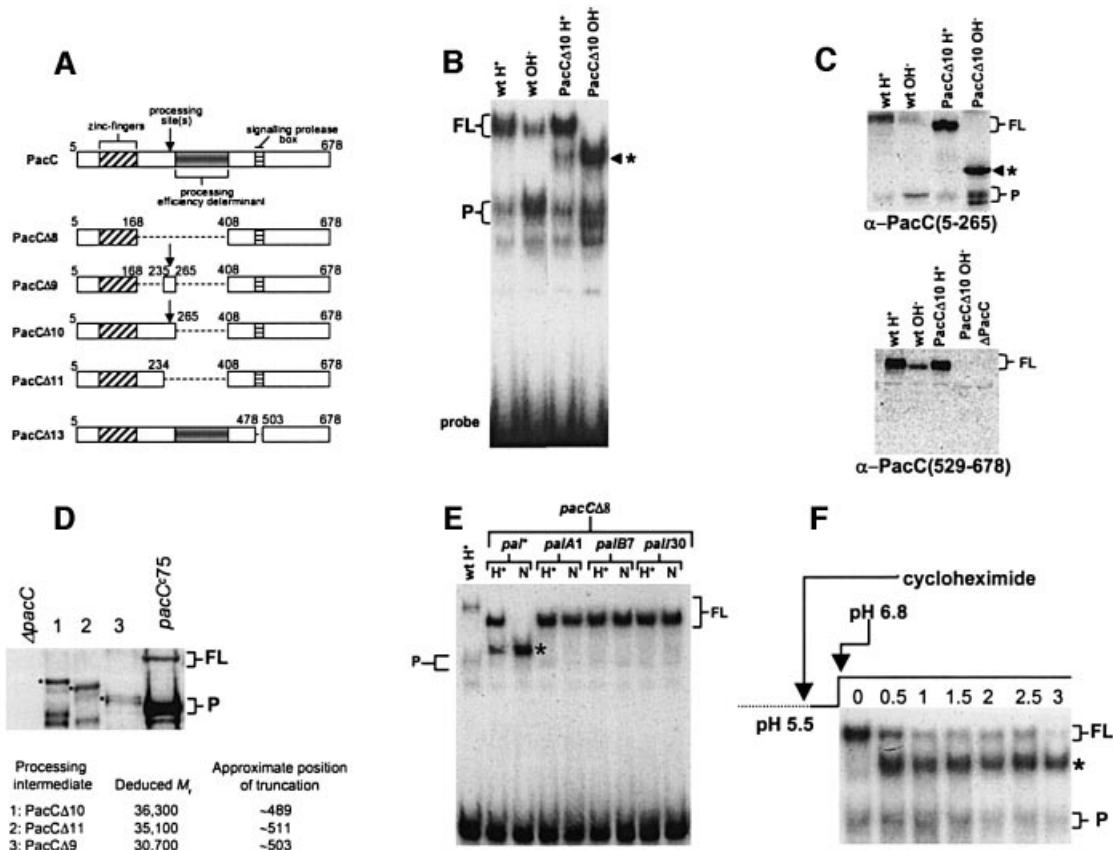 A
zinc-fingers
processing
site(s)
signalling protease
box
5
678
PacC
processing
efficiency determinant
5 168 408 678
PacCΔ8
5 168 235 265 408 678
PacCΔ9
5 265 408 678
PacCΔ10
5 234 408 678
PacCΔ11
5 478 503 678
PacCΔ13
B
wt H+
wt OH-
PacCΔ10 H+
PacCΔ10 OH-
FL
*
P
probe
C
wt H+
wt OH-
PacCΔ10 H+
PacCΔ10 OH-
FL
*
P
α-PacC(5-265)
wt H+
wt OH-
PacCΔ10 H+
PacCΔ10 OH-
ΔPacC
FL
α-PacC(529-678)
D
ΔpacC
1 2 3
pacCc75
FL
P
Processing intermediate Deduced Mr Approximate position of truncation
1: PacCΔ10 36,300 ~489
2: PacCΔ11 35,100 ~511
3: PacCΔ9 30,700 ~503
E
pacCΔ8
wt H+
pal+ palA1 palB7 palI30
H+ N H+ N H+ N H+ N
FL
P
*
F
cycloheximide
pH 6.8
pH 5.5
0 0.5 1 1.5 2 2.5 3
FL
*
P